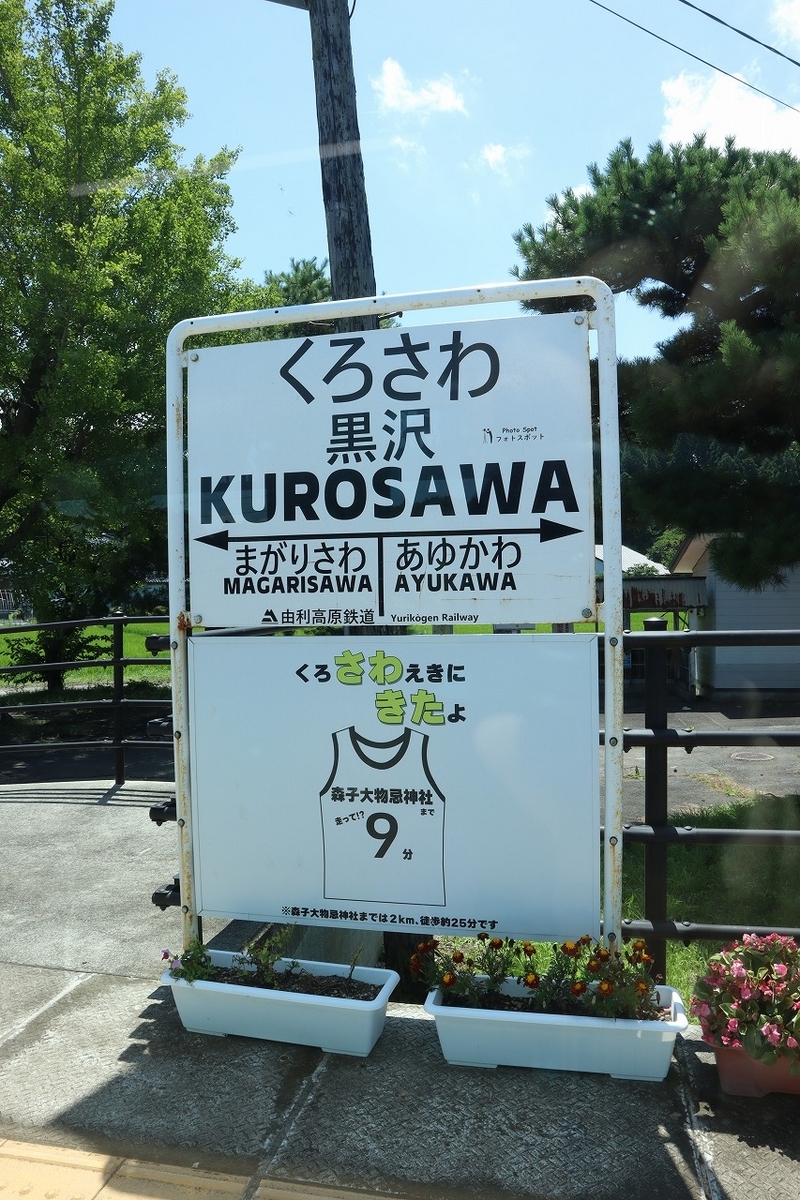 くろさわ
黒沢
Photo Spot
フォトスポット
KUROSAWA
まがりさわ あゆかわ
MAGARISAWA AYUKAWA
由利高原鉄道 Yurikōgen Railway
くろさわえきに
きたよ
森子大物忌神社
まで
走って!?
9分
※森子大物忌神社までは2km、徒歩約25分です